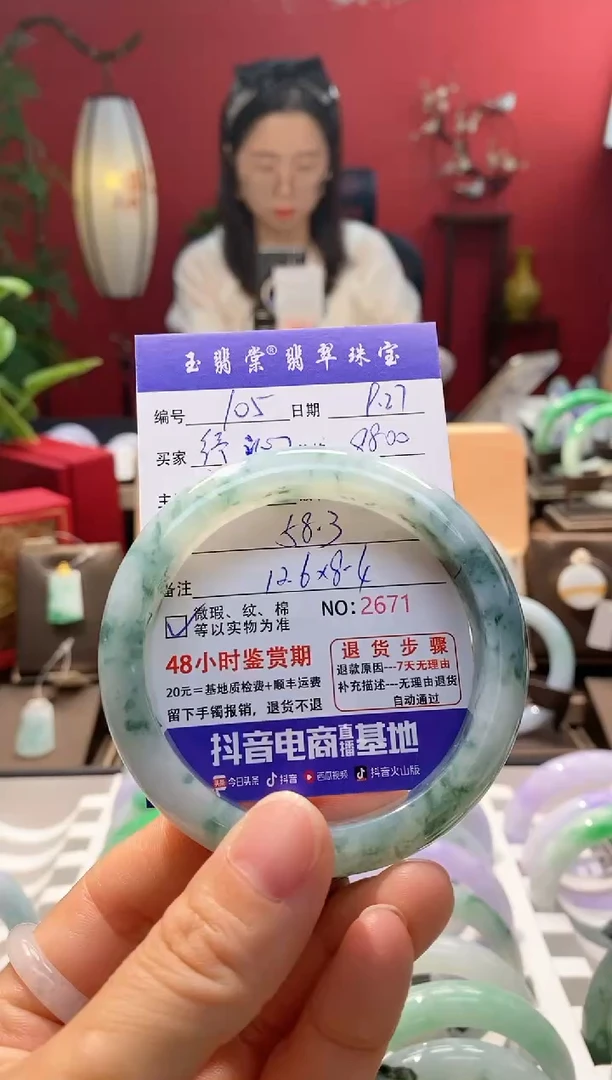 玉翡棠®翡翠珠宝
编号 105 日期 8.27
买家 8800
58.3
备注 12.6×8.4
微瑕、纹、棉 NO:2671
等以实物为准
48小时鉴赏期
20元=基地质检费+顺丰运费
留下手镯报销，退货不退
退货步骤
退款原因---7天无理由
补充描述---无理由退货
自动通过
抖音电商直播基地
头条 今日头条 抖音 西瓜视频 抖音火山版